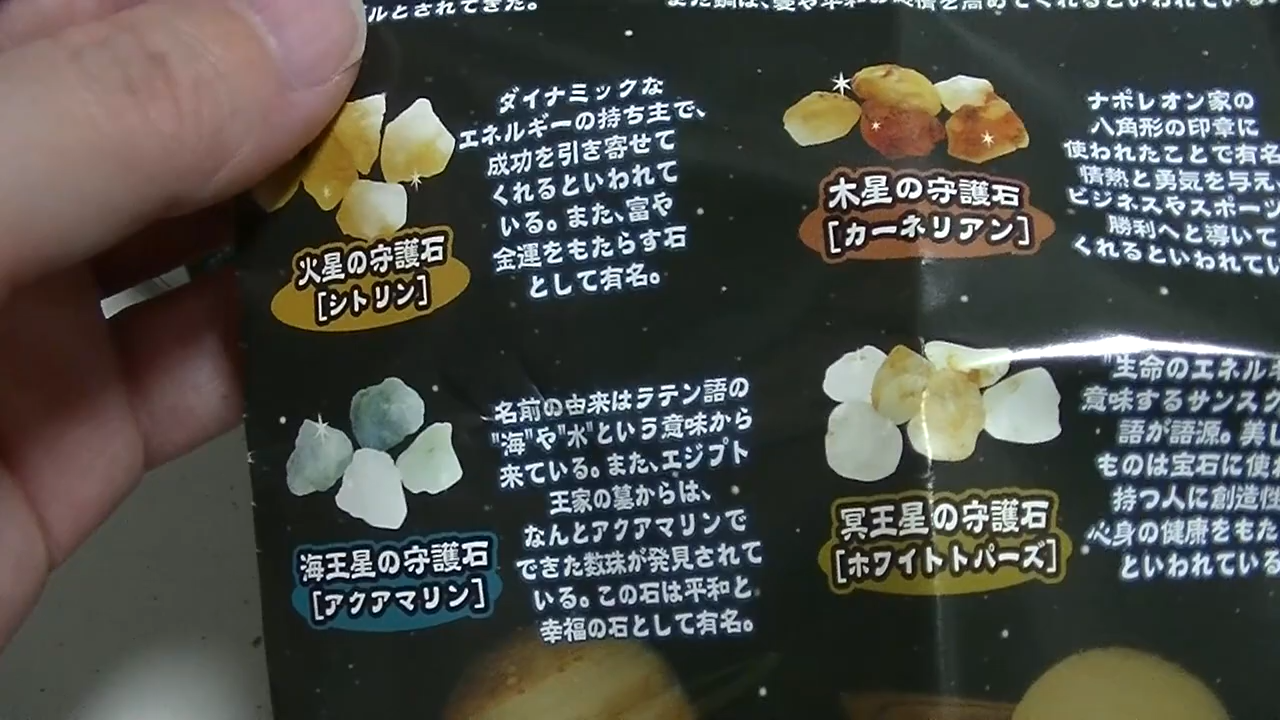 ルとされてきた。
ダイナミックな
エネルギーの持ち主で、
成功を引き寄せて
くれるといわれて
いる。また、富や
金運をもたらす石
として有名。
火星の守護石
[シトリン]
ナポレオン家の
八角形の印章に
使われたことで有名
情熱と勇気を与え、
ビジネスやスポーツ
勝利へと導いて
くれるといわれてい
木星の守護石
[カーネリアン]
名前の由来はラテン語の
"海"や"水"という意味から
来ている。また、エジプト
王家の墓からは、
なんとアクアマリンで
できた数珠が発見されて
いる。この石は平和と
幸福の石として有名。
海王星の守護石
[アクアマリン]
"生命のエネルギ
意味するサンスク
語が語源。美し
ものは宝石に使わ
持つ人に創造性
心身の健康をもた
といわれている
冥王星の守護石
[ホワイトトパーズ]